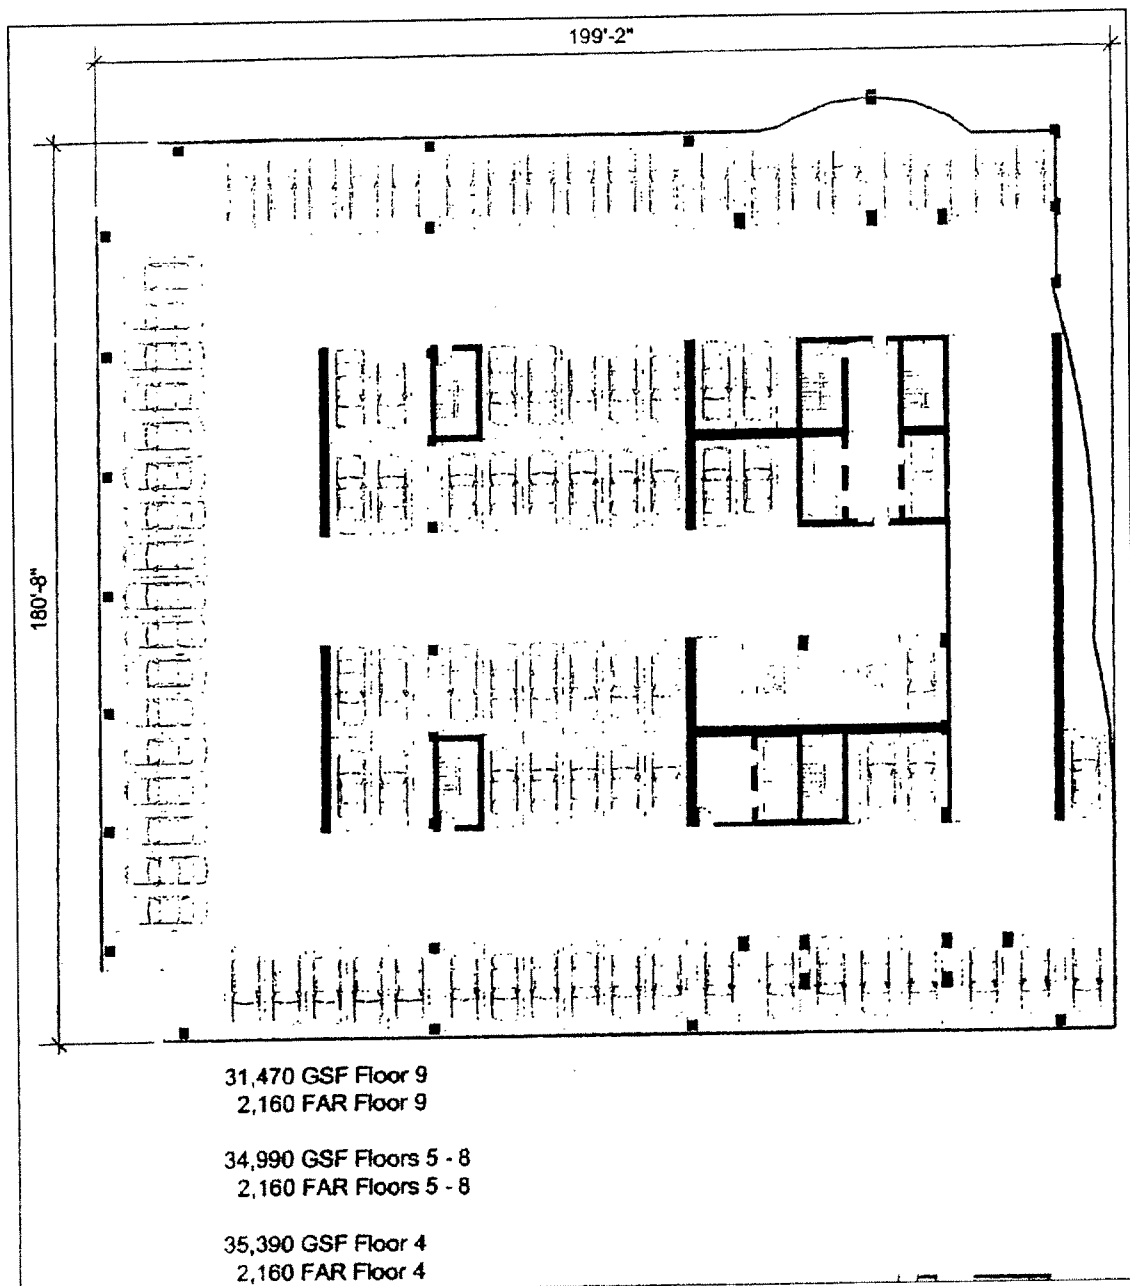 199'-2"
180'-8"
31,470 GSF Floor 9
2,160 FAR Floor 9
34,990 GSF Floors 5 - 8
2,160 FAR Floors 5 - 8
35,390 GSF Floor 4
2,160 FAR Floor 4